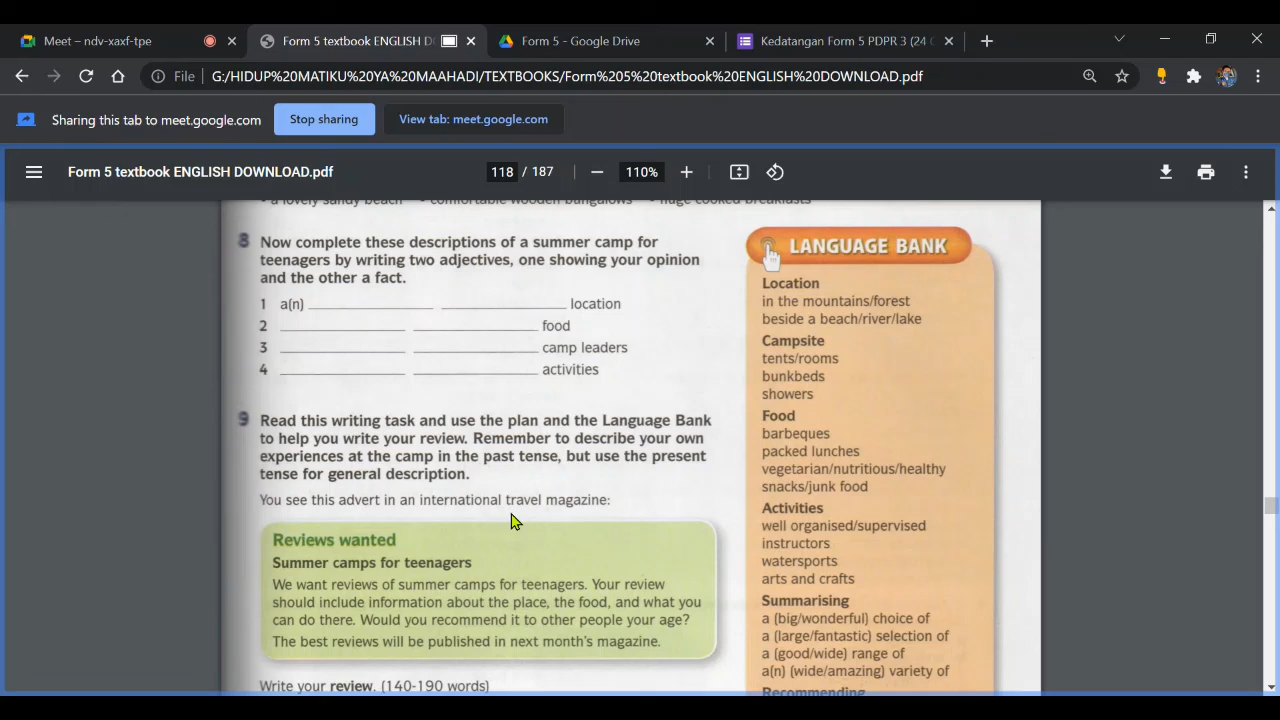 Meet – ndv-xaxf-tpe
Form 5 textbook ENGLISH D
Form 5 - Google Drive
Kedatangan Form 5 PDPR 3 (24 O
File G:/HIDUP%20MATIKU%20YA%20MAAHADI/TEXTBOOKS/Form%205%20textbook%20ENGLISH%20DOWNLOAD.pdf
Sharing this tab to meet.google.com
Stop sharing
View tab: meet.google.com
Form 5 textbook ENGLISH DOWNLOAD.pdf
118 / 187
110%
• a lovely sandy beach • comfortable wooden bungalows • huge cooked breakfasts
8 Now complete these descriptions of a summer camp for
teenagers by writing two adjectives, one showing your opinion
and the other a fact.
1 a(n) location
2 food
3 camp leaders
4 activities
9 Read this writing task and use the plan and the Language Bank
to help you write your review. Remember to describe your own
experiences at the camp in the past tense, but use the present
tense for general description.
You see this advert in an international travel magazine:
Reviews wanted
Summer camps for teenagers
We want reviews of summer camps for teenagers. Your review
should include information about the place, the food, and what you
can do there. Would you recommend it to other people your age?
The best reviews will be published in next month's magazine.
Write your review. (140-190 words)
LANGUAGE BANK
Location
in the mountains/forest
beside a beach/river/lake
Campsite
tents/rooms
bunkbeds
showers
Food
barbeques
packed lunches
vegetarian/nutritious/healthy
snacks/junk food
Activities
well organised/supervised
instructors
watersports
arts and crafts
Summarising
a (big/wonderful) choice of
a (large/fantastic) selection of
a (good/wide) range of
a(n) (wide/amazing) variety of
Recommending